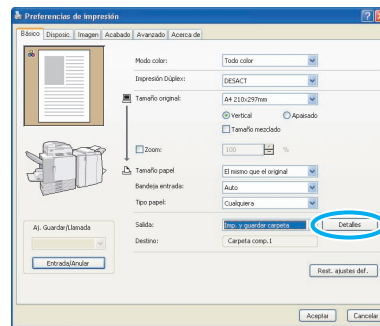 Preferencias de impresión
Básico Disposic. Imagen Acabado Avanzado Acerca de
Modo color: Todo color
Impresión Dúplex: DESACT
Tamaño original: A4 210x297mm
Vertical Apaisado
Tamaño mezclado
Zoom: 100 %
Tamaño papel El mismo que el original
Bandeja entrada: Auto
Tipo papel: Cualquiera
Aj. Guardar/Llamada
Salida: Imp. y guardar carpeta Detalles
Destino: Carpeta comp.1
Entrada/Anular
Rest. ajustes def.
Aceptar Cancelar